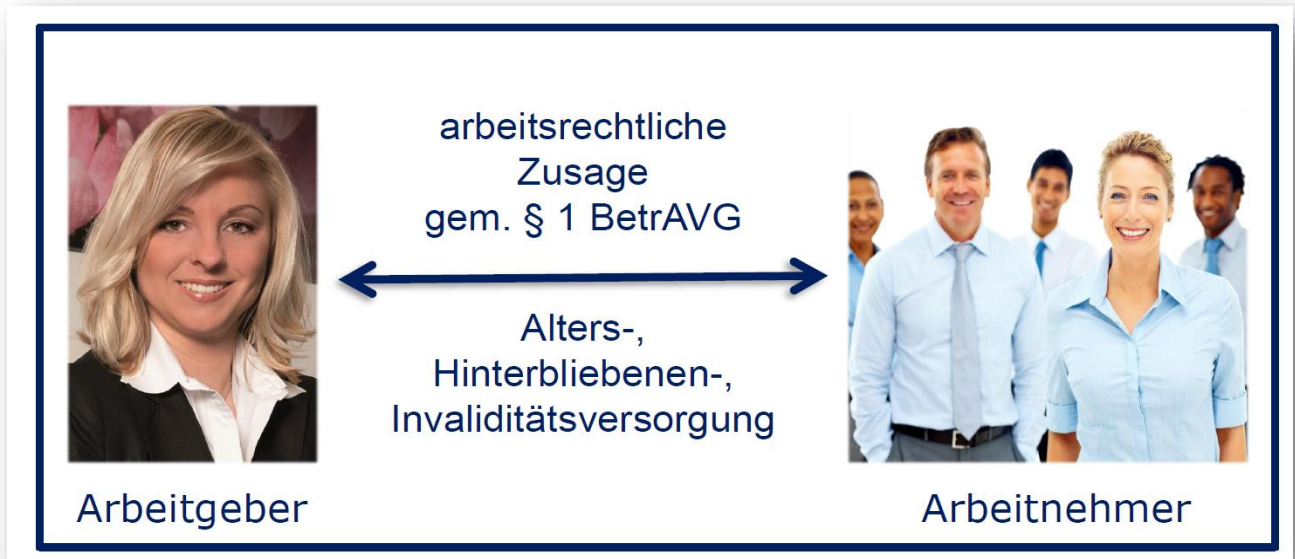 arbeitsrechtliche
Zusage
gem. § 1 BetrAVG
Alters-,
Hinterbliebenen-,
Invaliditätsversorgung
Arbeitgeber
Arbeitnehmer